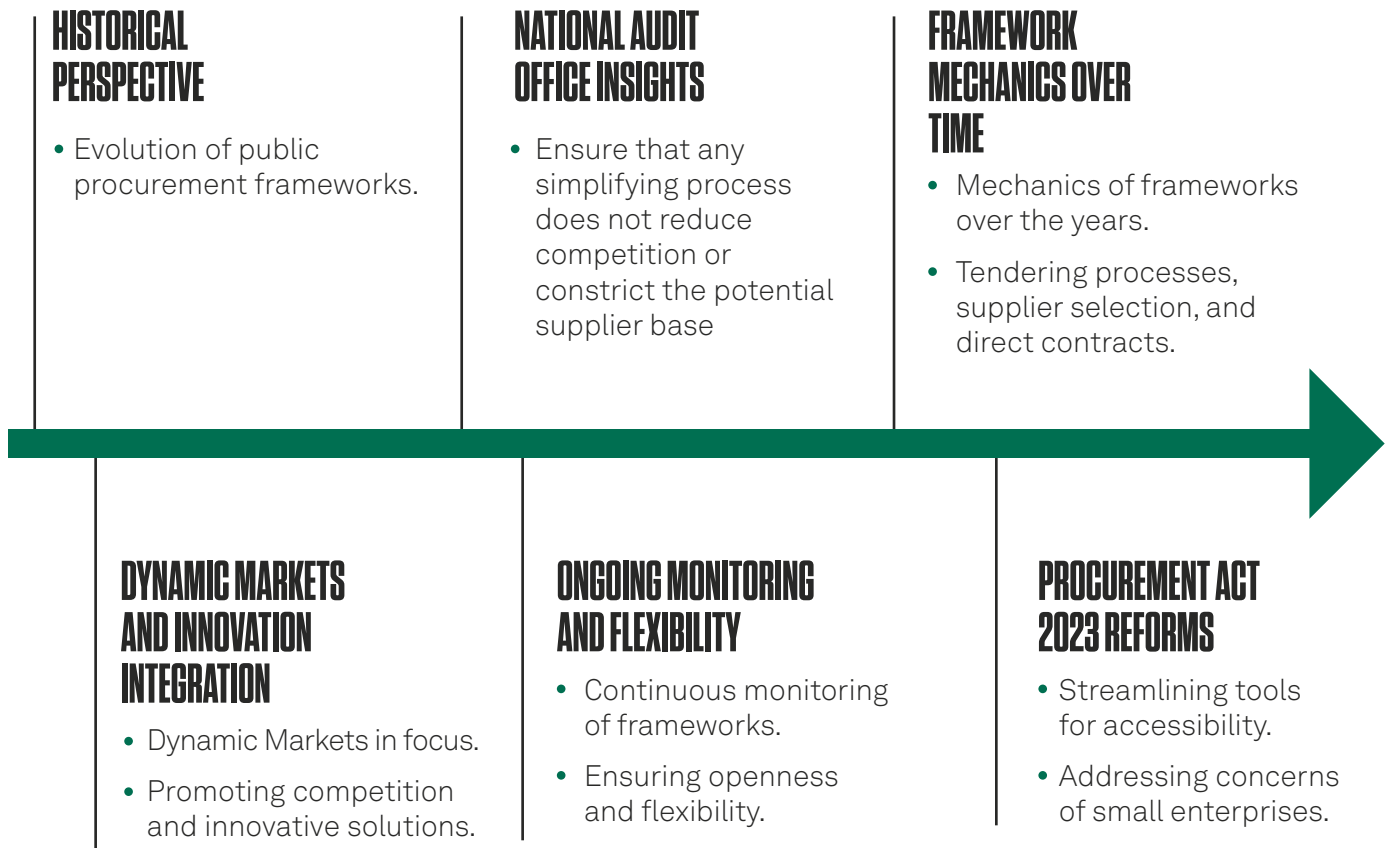 HISTORICAL
PERSPECTIVE
• Evolution of public
procurement frameworks.
NATIONAL AUDIT
OFFICE INSIGHTS
• Ensure that any
simplifying process
does not reduce
competition or
constrict the potential
supplier base
FRAMEWORK
MECHANICS OVER
TIME
• Mechanics of frameworks
over the years.
• Tendering processes,
supplier selection, and
direct contracts.
DYNAMIC MARKETS
AND INNOVATION
INTEGRATION
• Dynamic Markets in focus.
• Promoting competition
and innovative solutions.
ONGOING MONITORING
AND FLEXIBILITY
• Continuous monitoring
of frameworks.
• Ensuring openness
and flexibility.
PROCUREMENT ACT
2023 REFORMS
• Streamlining tools
for accessibility.
• Addressing concerns
of small enterprises.